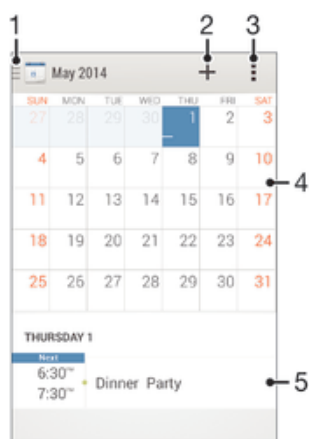 1 2 3
May 2014
SUN MON TUE WED THU FRI SAT
27 28 29 30 1 2 3
4 5 6 7 8 9 10
4
11 12 13 14 15 16 17
18 19 20 21 22 23 24
25 26 27 28 29 30 31
THURSDAY 1
Next
6:30PM
Dinner Party 5
7:30PM